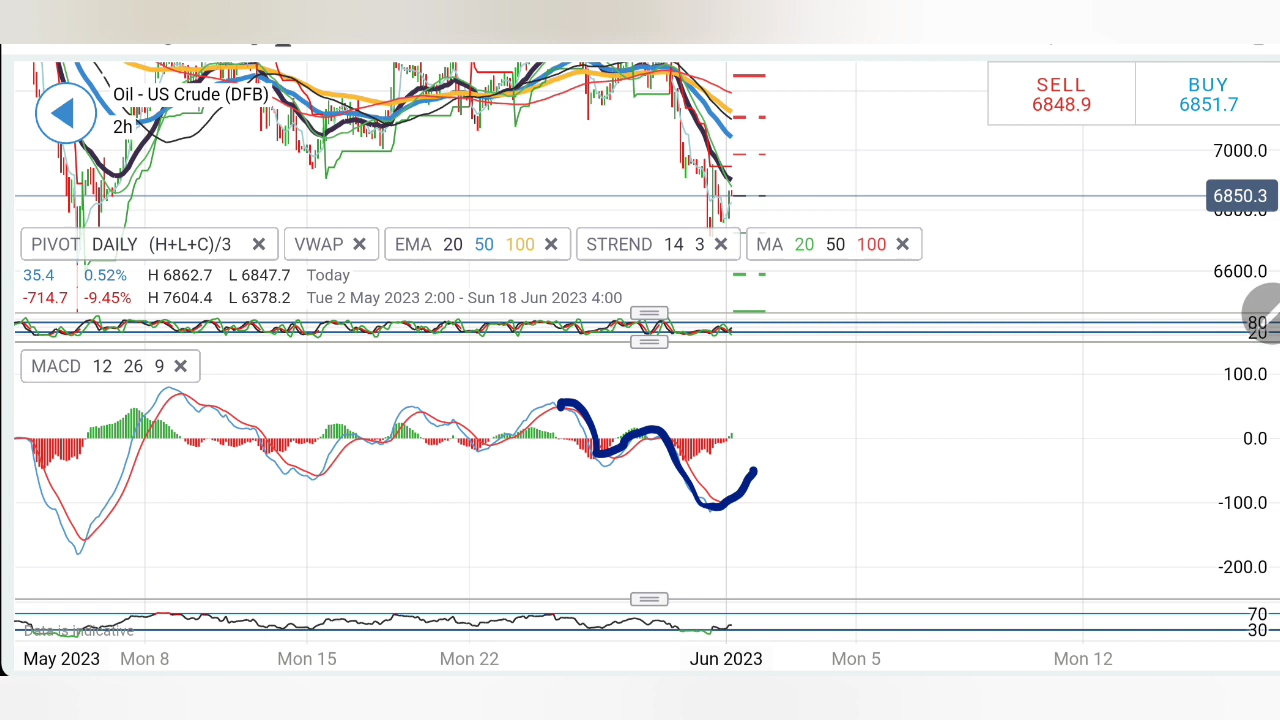 Oil - US Crude (DFB)
2h
SELL
6848.9
BUY
6851.7
7000.0
6850.3
6600.0
PIVOT DAILY (H+L+C)/3
VWAP
EMA 20 50 100
STREND 14 3
MA 20 50 100
35.4 0.52% H 6862.7 L 6847.7 Today
-714.7 -9.45% H 7604.4 L 6378.2 Tue 2 May 2023 2:00 - Sun 18 Jun 2023 4:00
80
20
MACD 12 26 9
100.0
0.0
-100.0
-200.0
70
30
Data is indicative
May 2023 Mon 8 Mon 15 Mon 22 Jun 2023 Mon 5 Mon 12